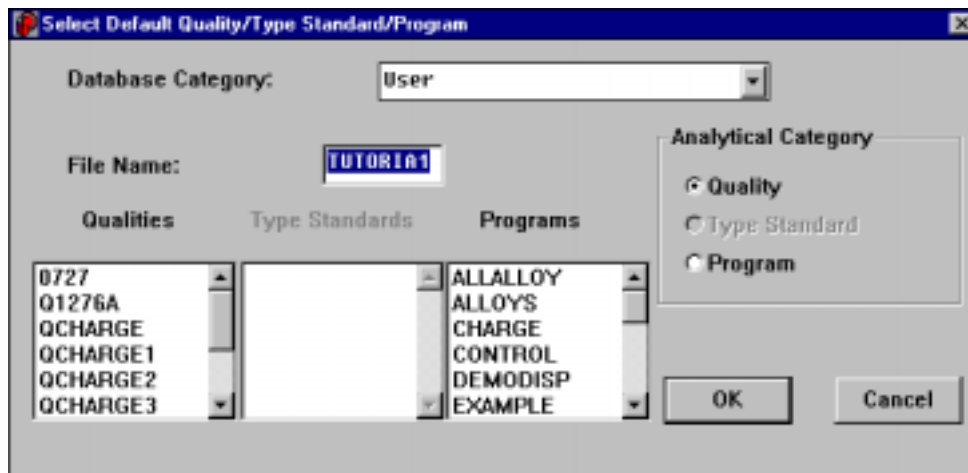 Select Default Quality/Type Standard/Program
Database Category:
User
File Name:
TUTORIA1
Analytical Category
Quality
Type Standard
Program
Qualities
Type Standards
Programs
0727
Q1276A
QCHARGE
QCHARGE1
QCHARGE2
QCHARGE3
ALLALLOY
ALLOYS
CHARGE
CONTROL
DEMODISP
EXAMPLE
OK
Cancel